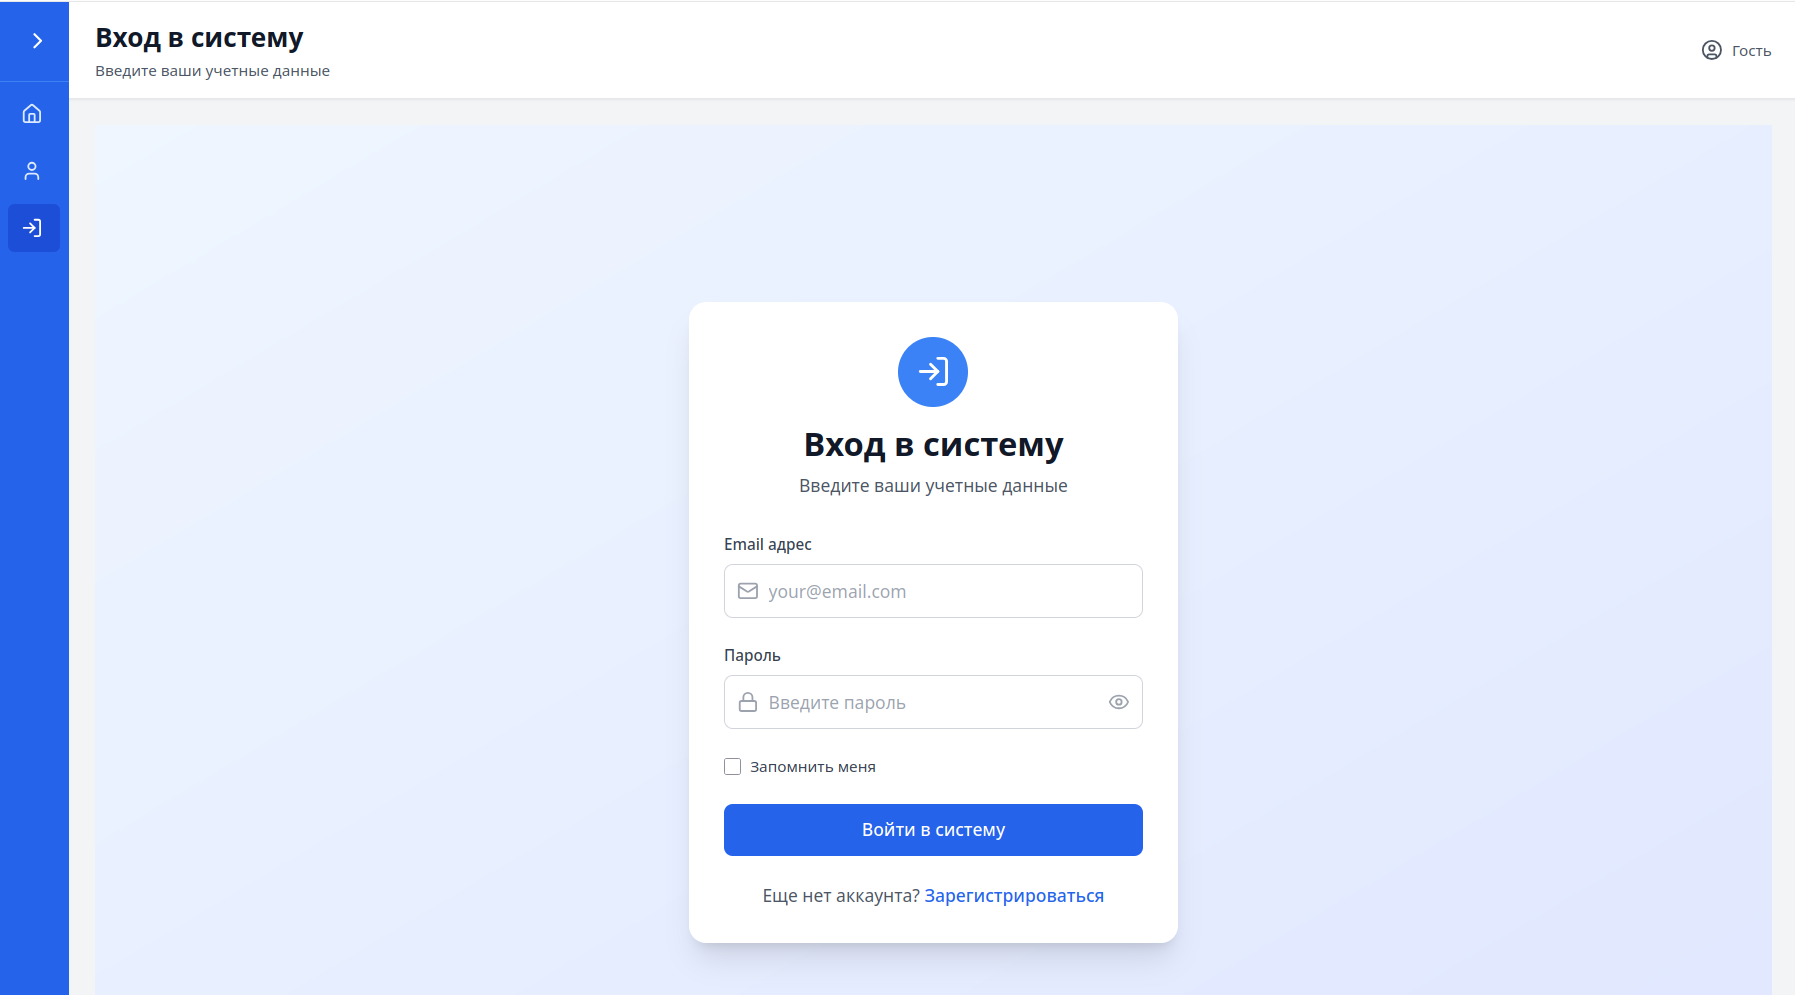 Вход в систему
Введите ваши учетные данные
Гость
Вход в систему
Введите ваши учетные данные
Email адрес
your@email.com
Пароль
Введите пароль
Запомнить меня
Войти в систему
Еще нет аккаунта? Зарегистрироваться